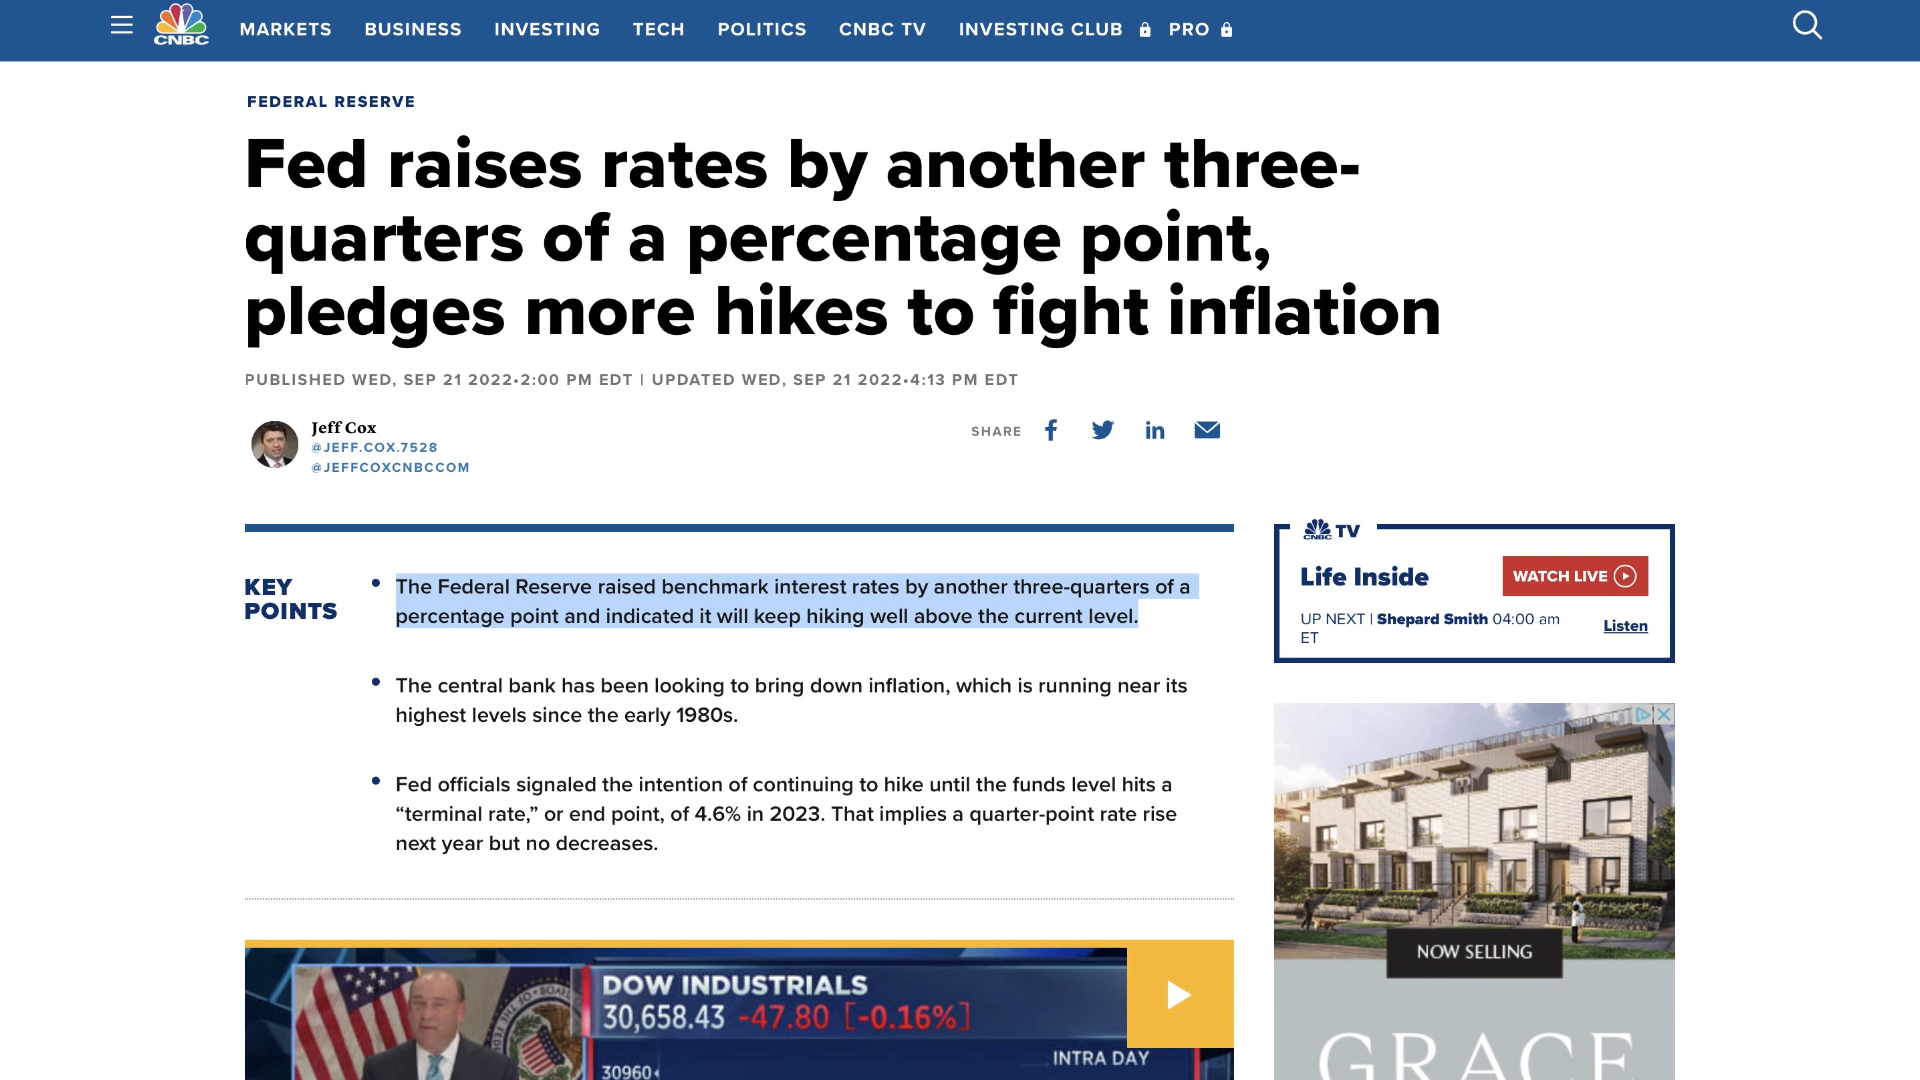 CNBC
MARKETS BUSINESS INVESTING TECH POLITICS CNBC TV INVESTING CLUB PRO
FEDERAL RESERVE
Fed raises rates by another three-
quarters of a percentage point,
pledges more hikes to fight inflation
PUBLISHED WED, SEP 21 2022•2:00 PM EDT | UPDATED WED, SEP 21 2022•4:13 PM EDT
Jeff Cox
@JEFF.COX.7528
@JEFFCOXCNBCCOM
SHARE
KEY
POINTS
• The Federal Reserve raised benchmark interest rates by another three-quarters of a
percentage point and indicated it will keep hiking well above the current level.
• The central bank has been looking to bring down inflation, which is running near its
highest levels since the early 1980s.
• Fed officials signaled the intention of continuing to hike until the funds level hits a
“terminal rate,” or end point, of 4.6% in 2023. That implies a quarter-point rate rise
next year but no decreases.
DOW INDUSTRIALS
30,658.43 -47.80 [-0.16%]
INTRA DAY
30960
CNBC TV
Life Inside
WATCH LIVE
UP NEXT | Shepard Smith 04:00 am
ET
Listen
NOW SELLING
GRACE